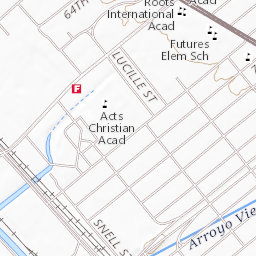 Acad
Roots
International
Acad
64TH
Futures
Elem Sch
LUCILLE ST
F
Acts
Christian
Acad
SNELL S
Arroyo Vie